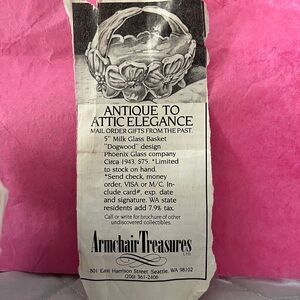 ANTIQUE TO
ATTIC ELEGANCE
MAIL ORDER GIFTS FROM THE PAST.
5" Milk Glass Basket
"Dogwood" design
Phoenix Glass company
Circa 1943, $75. *Limited
to stock on hand.
*Send check, money
order, VISA or M/C. In-
clude card#, exp. date
and signature. WA state
residents add 7.9% tax.
Call or write for brochure of other
undiscovered collectibles.
Armchair Treasures
LTD.
801 East Harrison Street Seattle, WA 98102
(206) 361-2406